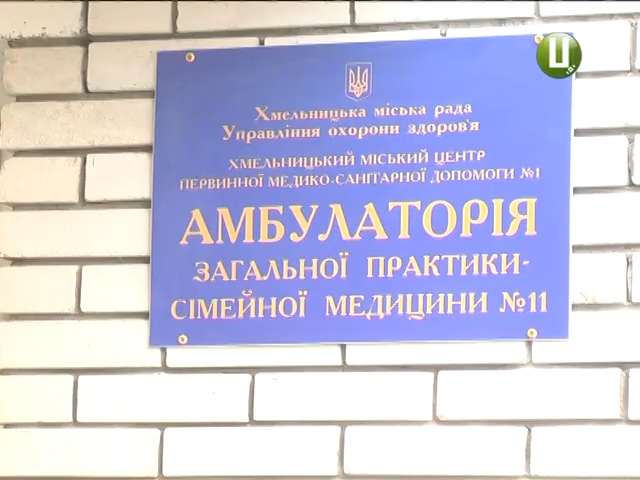 Ц
Хмельницька міська рада
Управління охорони здоров'я
ХМЕЛЬНИЦЬКИЙ МІСЬКИЙ ЦЕНТР
ПЕРВИННОЇ МЕДИКО-САНІТАРНОЇ ДОПОМОГИ №1
АМБУЛАТОРІЯ
ЗАГАЛЬНОЇ ПРАКТИКИ-
СІМЕЙНОЇ МЕДИЦИНИ №11